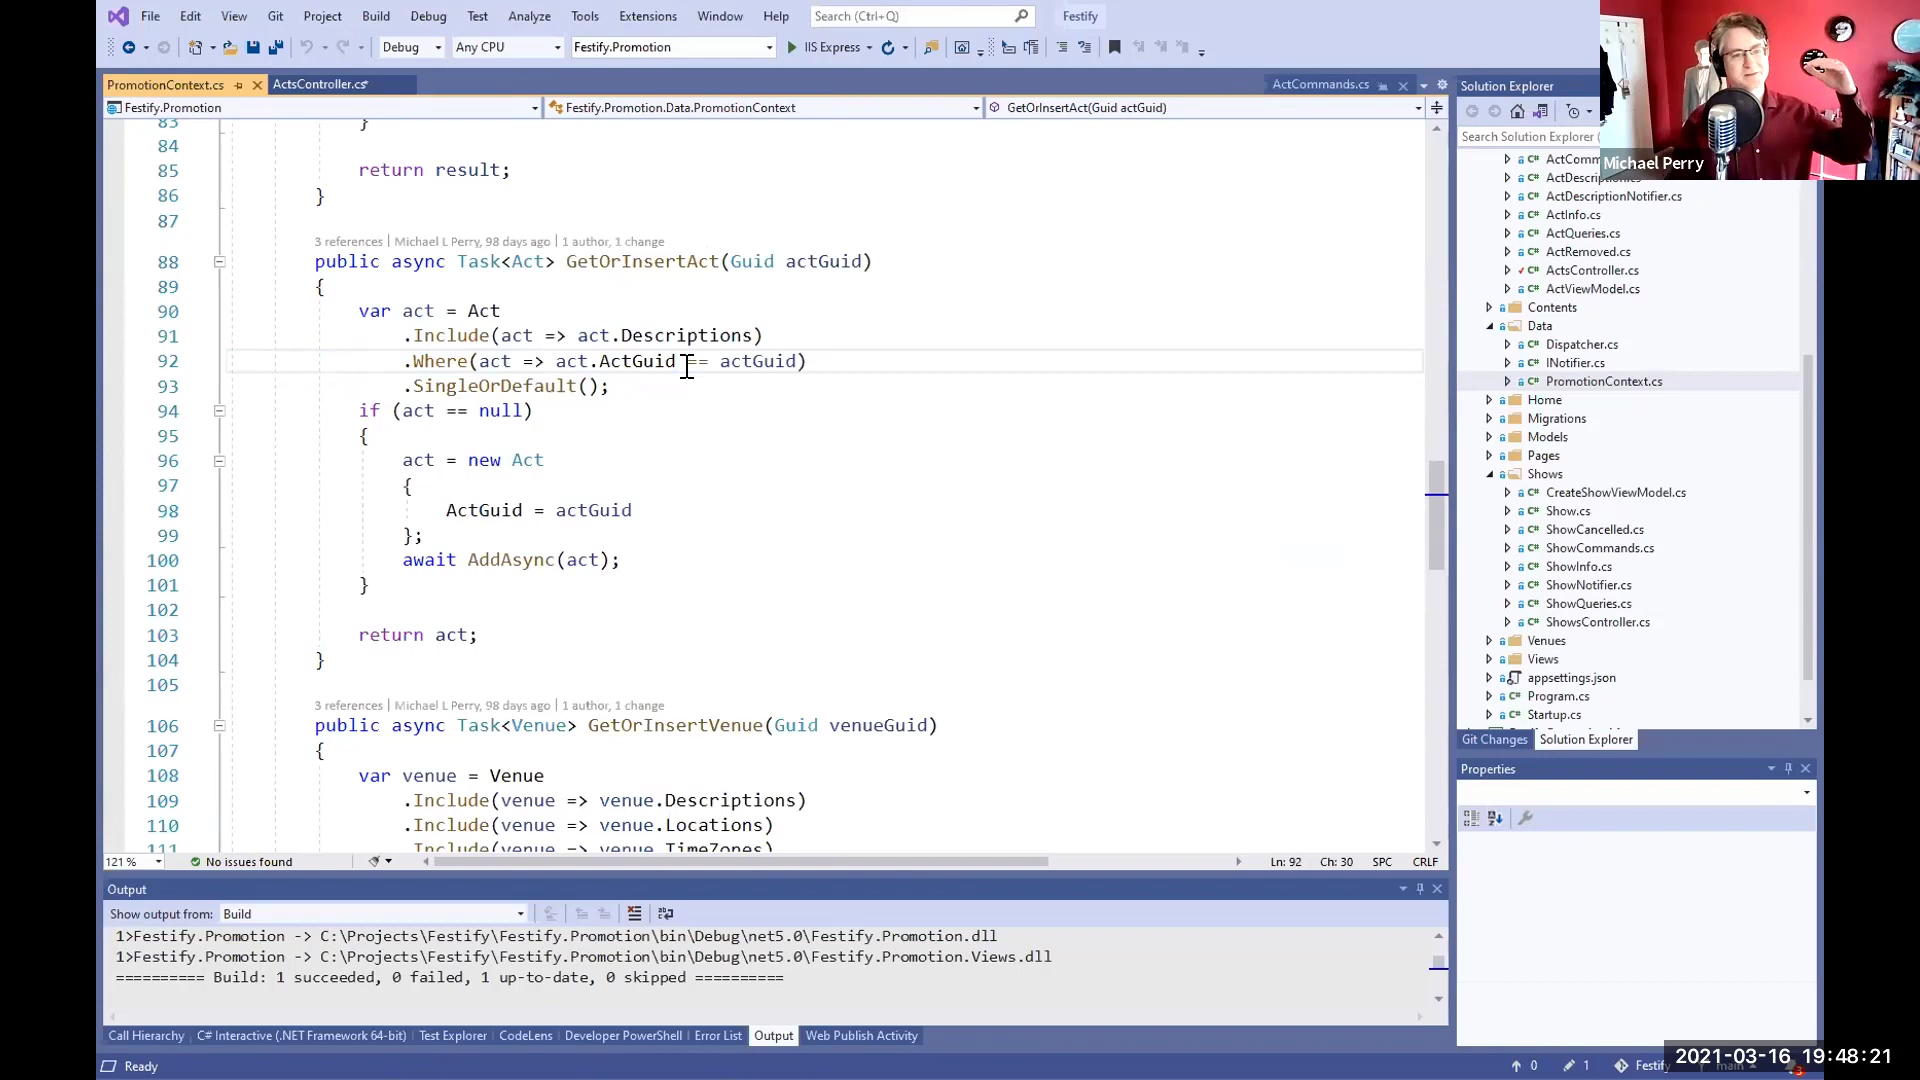 File Edit View Git Project Build Debug Test Analyze Tools Extensions Window Help Search (Ctrl+Q) Festify
Debug Any CPU Festify.Promotion IIS Express
PromotionContext.cs ActsController.cs* ActCommands.cs
Festify.Promotion Festify.Promotion.Data.PromotionContext GetOrInsertAct(Guid actGuid)
83 }
84
85 return result;
86 }
87
3 references | Michael L Perry, 98 days ago | 1 author, 1 change
88 public async Task<Act> GetOrInsertAct(Guid actGuid)
89 {
90 var act = Act
91 .Include(act => act.Descriptions)
92 .Where(act => act.ActGuid == actGuid)
93 .SingleOrDefault();
94 if (act == null)
95 {
96 act = new Act
97 {
98 ActGuid = actGuid
99 };
100 await AddAsync(act);
101 }
102
103 return act;
104 }
105
3 references | Michael L Perry, 98 days ago | 1 author, 1 change
106 public async Task<Venue> GetOrInsertVenue(Guid venueGuid)
107 {
108 var venue = Venue
109 .Include(venue => venue.Descriptions)
110 .Include(venue => venue.Locations)
111 .Include(venue => venue.TimeZones)
121 % No issues found Ln: 92 Ch: 30 SPC CRLF
Output
Show output from: Build
1>Festify.Promotion -> C:\Projects\Festify\Festify.Promotion\bin\Debug\net5.0\Festify.Promotion.dll
1>Festify.Promotion -> C:\Projects\Festify\Festify.Promotion\bin\Debug\net5.0\Festify.Promotion.Views.dll
========== Build: 1 succeeded, 0 failed, 1 up-to-date, 0 skipped ==========
Call Hierarchy C# Interactive (.NET Framework 64-bit) Test Explorer CodeLens Developer PowerShell Error List Output Web Publish Activity
Ready
Solution Explorer
Search Solution Explorer (
Michael Perry
C# ActComm
C# ActDescription.cs
C# ActDescriptionNotifier.cs
C# ActInfo.cs
C# ActQueries.cs
C# ActRemoved.cs
C# ActsController.cs
C# ActViewModel.cs
Contents
Data
C# Dispatcher.cs
C# INotifier.cs
C# PromotionContext.cs
Home
Migrations
Models
Pages
Shows
C# CreateShowViewModel.cs
C# Show.cs
C# ShowCancelled.cs
C# ShowCommands.cs
C# ShowInfo.cs
C# ShowNotifier.cs
C# ShowQueries.cs
C# ShowsController.cs
Venues
Views
appsettings.json
C# Program.cs
C# Startup.cs
Git Changes Solution Explorer
Properties
0 1 Festify main 3
2021-03-16 19:48:21